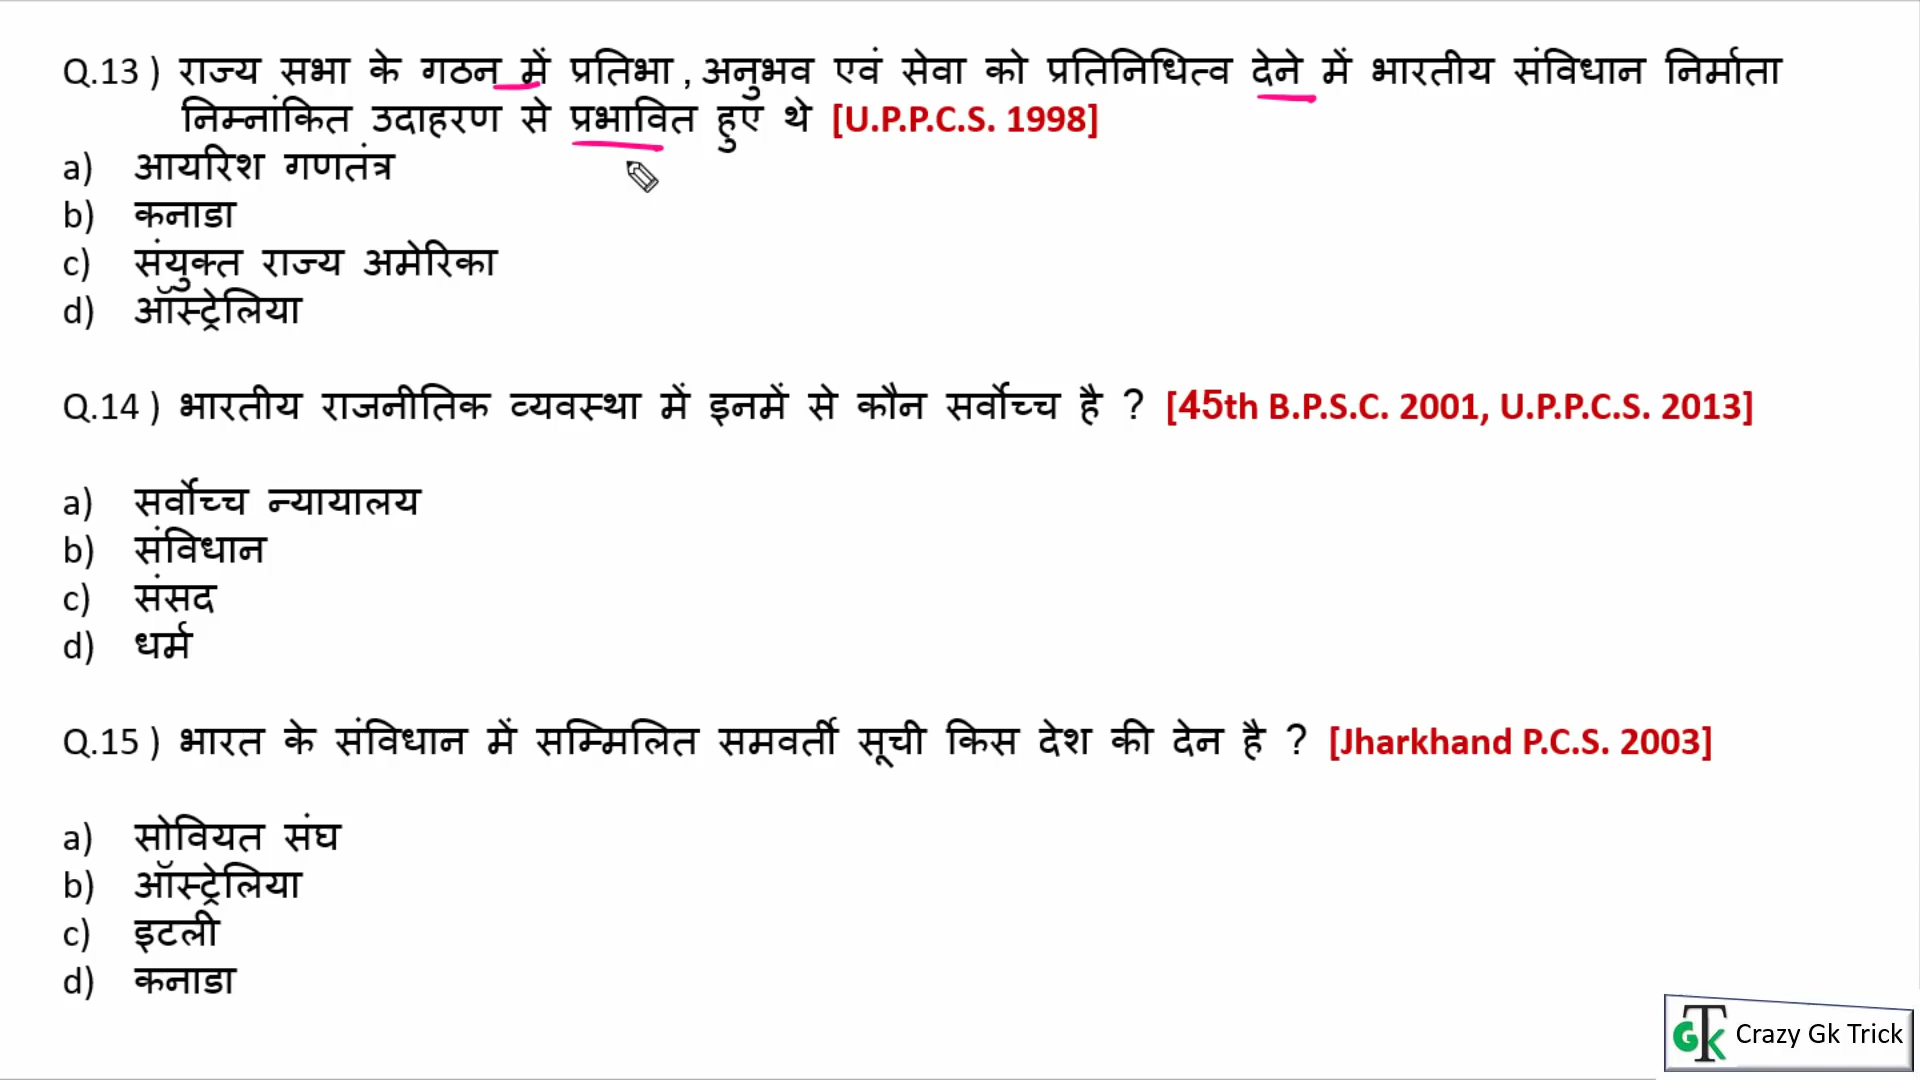 Q.13 ) राज्य सभा के गठन में प्रतिभा , अनुभव एवं सेवा को प्रतिनिधित्व देने में भारतीय संविधान निर्माता
निम्नांकित उदाहरण से प्रभावित हुए थे [U.P.P.C.S. 1998]
a) आयरिश गणतंत्र
b) कनाडा
c) संयुक्त राज्य अमेरिका
d) ऑस्ट्रेलिया
Q.14 ) भारतीय राजनीतिक व्यवस्था में इनमें से कौन सर्वोच्च है ? [45th B.P.S.C. 2001, U.P.P.C.S. 2013]
a) सर्वोच्च न्यायालय
b) संविधान
c) संसद
d) धर्म
Q.15 ) भारत के संविधान में सम्मिलित समवर्ती सूची किस देश की देन है ? [Jharkhand P.C.S. 2003]
a) सोवियत संघ
b) ऑस्ट्रेलिया
c) इटली
d) कनाडा
GTK Crazy Gk Trick